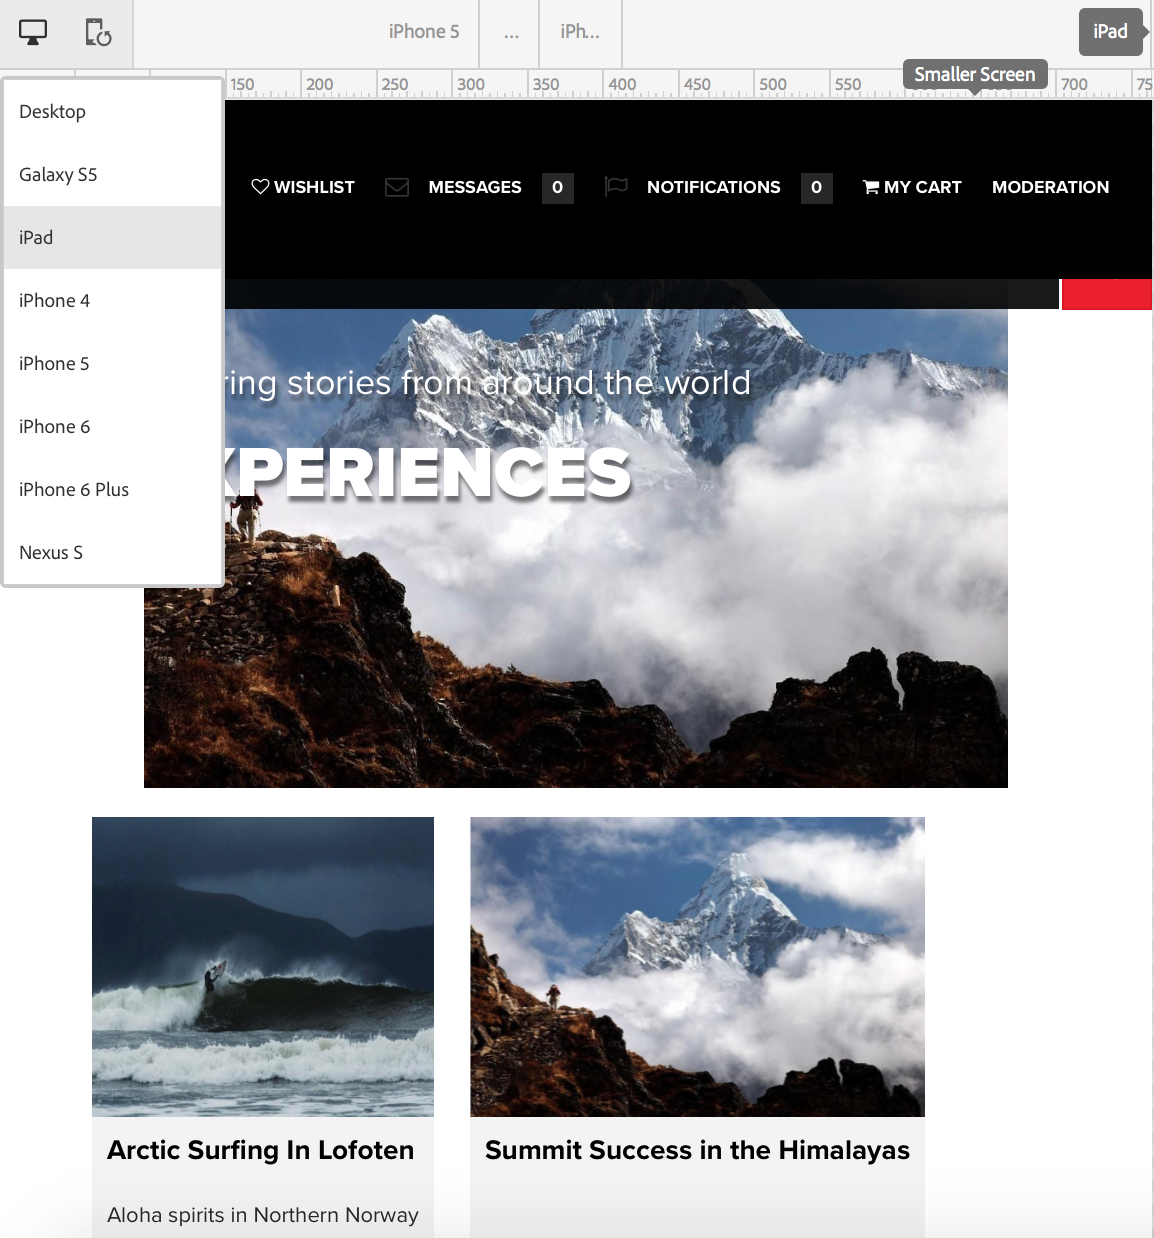 iPhone 5
...
iPh...
iPad
Smaller Screen
150 200 250 300 350 400 450 500 550 700
Desktop
Galaxy S5
iPad
iPhone 4
iPhone 5
iPhone 6
iPhone 6 Plus
Nexus S
WISHLIST MESSAGES 0 NOTIFICATIONS 0 MY CART MODERATION
ring stories from around the world
XPERIENCES
Arctic Surfing In Lofoten
Aloha spirits in Northern Norway
Summit Success in the Himalayas